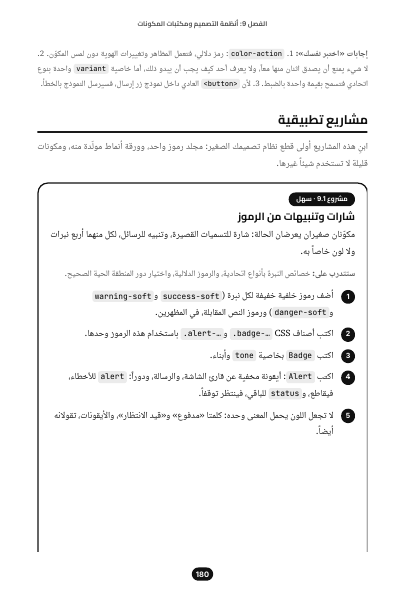 الفصل 9: أنظمة التصميم ومكتبات المكونات
إجابات «اختبر نفسك»: 1. color-action: رمز دلالي، فتعمل المظاهر وتغييرات الهوية دون لمس المكوّن. 2.
لا شيء يمنع أن يصدق اثنان منها معاً، ولا يعرف أحد كيف يجب أن يبدو ذلك، أما خاصية variant واحدة بنوع
اتحادي فتسمح بقيمة واحدة بالضبط. 3. لأن <button> العادي داخل نموذج زر إرسال، فسيرسل النموذج بالخطأ.
مشاريع تطبيقية
ابنِ هذه المشاريع أولى قطع نظام تصميمك الصغير: مجلد رموز واحد، وورقة أنماط مولّدة منه، ومكونات
قليلة لا تستخدم شيئاً غيرها.
مشروع 9.1 · سهل
شارات وتنبيهات من الرموز
مكوّنان صغيران يعرضان الحالة: شارة للتسميات القصيرة، وتنبيه للرسائل، لكل منهما أربع نبرات
ولا لون خاصاً به.
ستتدرب على: خصائص النبرة بأنواع اتحادية، والرموز الدلالية، واختيار دور المنطقة الحية الصحيح.
1 أضف رموز خلفية خفيفة لكل نبرة (success-soft و warning-soft
و danger-soft) ورموز النص المقابلة، في المظهرين.
2 اكتب أصناف CSS badge-…. و alert-…. باستخدام هذه الرموز وحدها.
3 اكتب Badge بخاصية tone وأبناء.
4 اكتب Alert: أيقونة مخفية عن قارئ الشاشة، والرسالة، ودوراً: alert للأخطاء،
فيقاطع، و status للباقي، فينتظر توقفاً.
5 لا تجعل اللون يحمل المعنى وحده: كلمتا «مدفوع» و«قيد الانتظار»، والأيقونات، تقولانه
أيضاً.
180